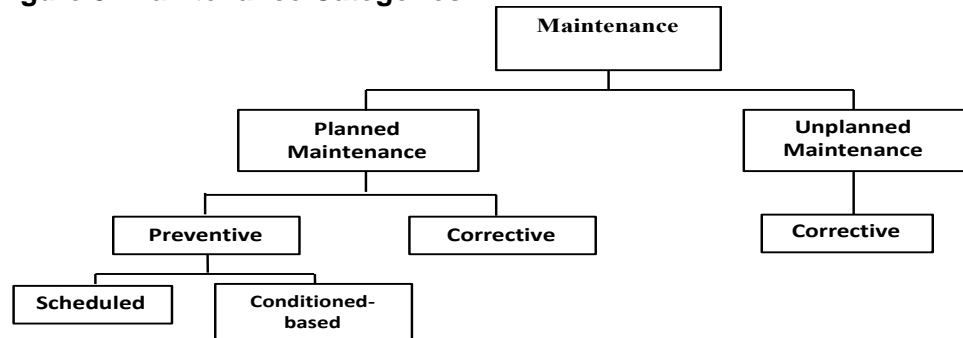 Maintenance
Planned
Maintenance
Unplanned
Maintenance
Preventive
Corrective
Corrective
Scheduled
Conditioned-
based